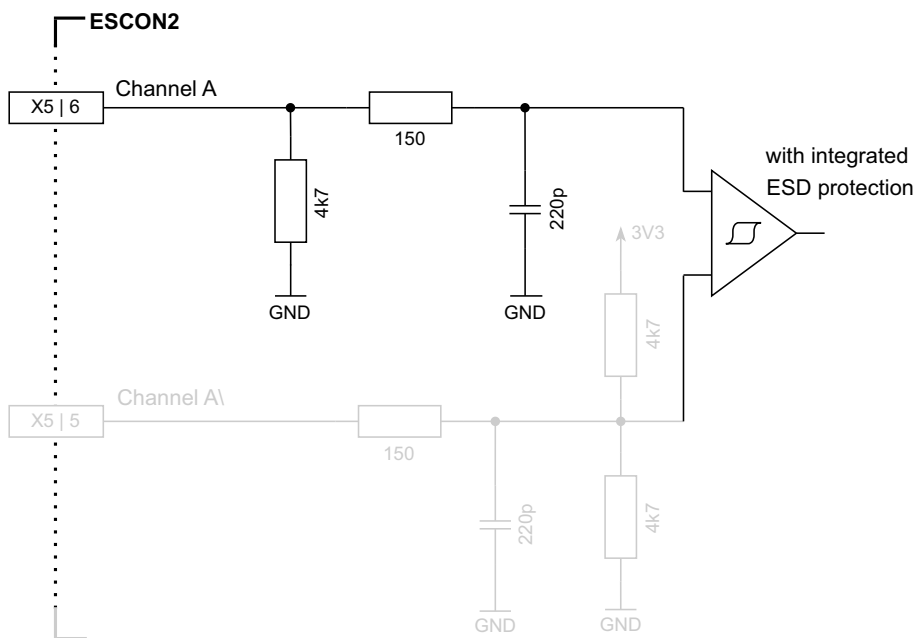 ESCON2
X5 | 6
Channel A
150
4k7
220p
GND
GND
with integrated
ESD protection
3V3
4k7
X5 | 5
Channel A\
150
220p
4k7
GND
GND